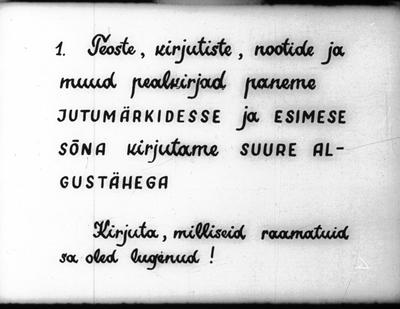 1. Teoste, kirjutiste, nootide ja
muud pealkirjad paneme
JUTUMÄRKIDESSE ja ESIMESE
SÕNA kirjutame SUURE AL-
GUSTÄHEGA
Kirjuta, milliseid raamatuid
sa oled lugenud!